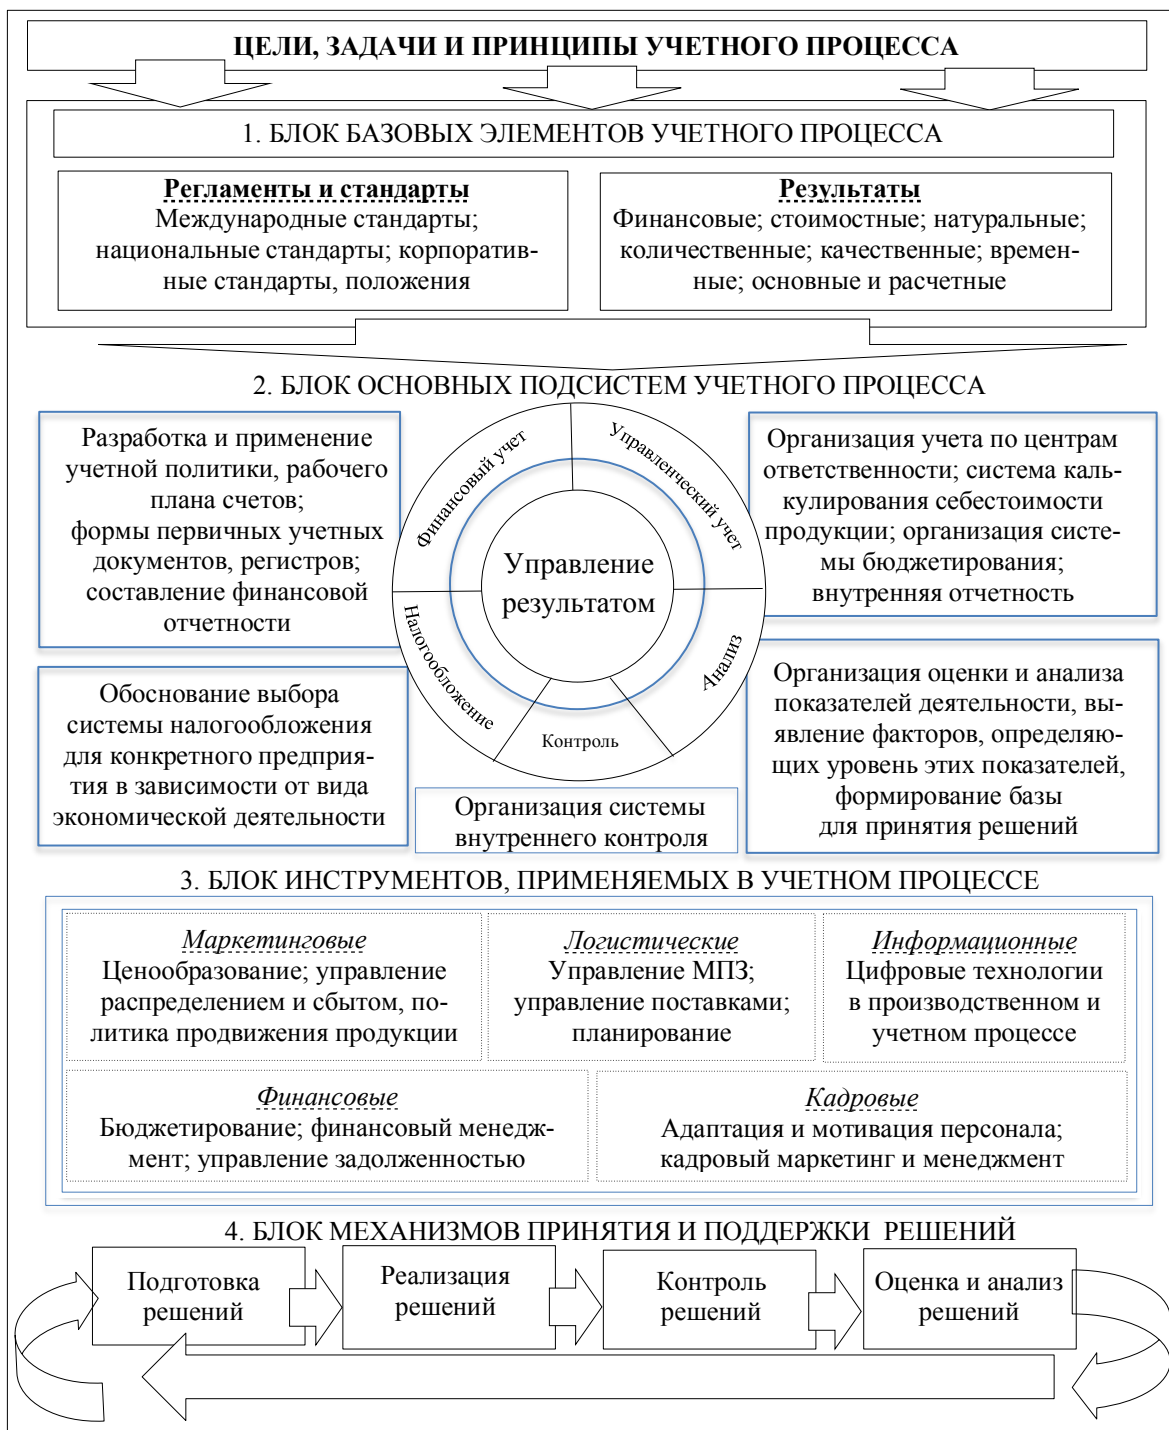 ЦЕЛИ, ЗАДАЧИ И ПРИНЦИПЫ УЧЕТНОГО ПРОЦЕССА
1. БЛОК БАЗОВЫХ ЭЛЕМЕНТОВ УЧЕТНОГО ПРОЦЕССА
Регламенты и стандарты
Международные стандарты;
национальные стандарты; корпоратив-
ные стандарты, положения
Результаты
Финансовые; стоимостные; натуральные;
количественные; качественные; времен-
ные; основные и расчетные
2. БЛОК ОСНОВНЫХ ПОДСИСТЕМ УЧЕТНОГО ПРОЦЕССА
Разработка и применение
учетной политики, рабочего
плана счетов;
формы первичных учетных
документов, регистров;
составление финансовой
отчетности
Финансовый учет
Управленческий учет
Управление
результатом
Налогообложение
Контроль
Анализ
Организация учета по центрам
ответственности; система каль-
кулирования себестоимости
продукции; организация систе-
мы бюджетирования;
внутренняя отчетность
Обоснование выбора
системы налогообложения
для конкретного предприя-
тия в зависимости от вида
экономической деятельности
Организация системы
внутреннего контроля
Организация оценки и анализа
показателей деятельности, вы-
явление факторов, определяю-
щих уровень этих показателей,
формирование базы
для принятия решений
3. БЛОК ИНСТРУМЕНТОВ, ПРИМЕНЯЕМЫХ В УЧЕТНОМ ПРОЦЕССЕ
Маркетинговые
Ценообразование; управление
распределением и сбытом, по-
литика продвижения продукции
Логистические
Управление МПЗ;
управление поставками;
планирование
Информационные
Цифровые технологии
в производственном и
учетном процессе
Финансовые
Бюджетирование; финансовый менедж-
мент; управление задолженностью
Кадровые
Адаптация и мотивация персонала;
кадровый маркетинг и менеджмент
4. БЛОК МЕХАНИЗМОВ ПРИНЯТИЯ И ПОДДЕРЖКИ РЕШЕНИЙ
Подготовка
решений
Реализация
решений
Контроль
решений
Оценка и анализ
решений